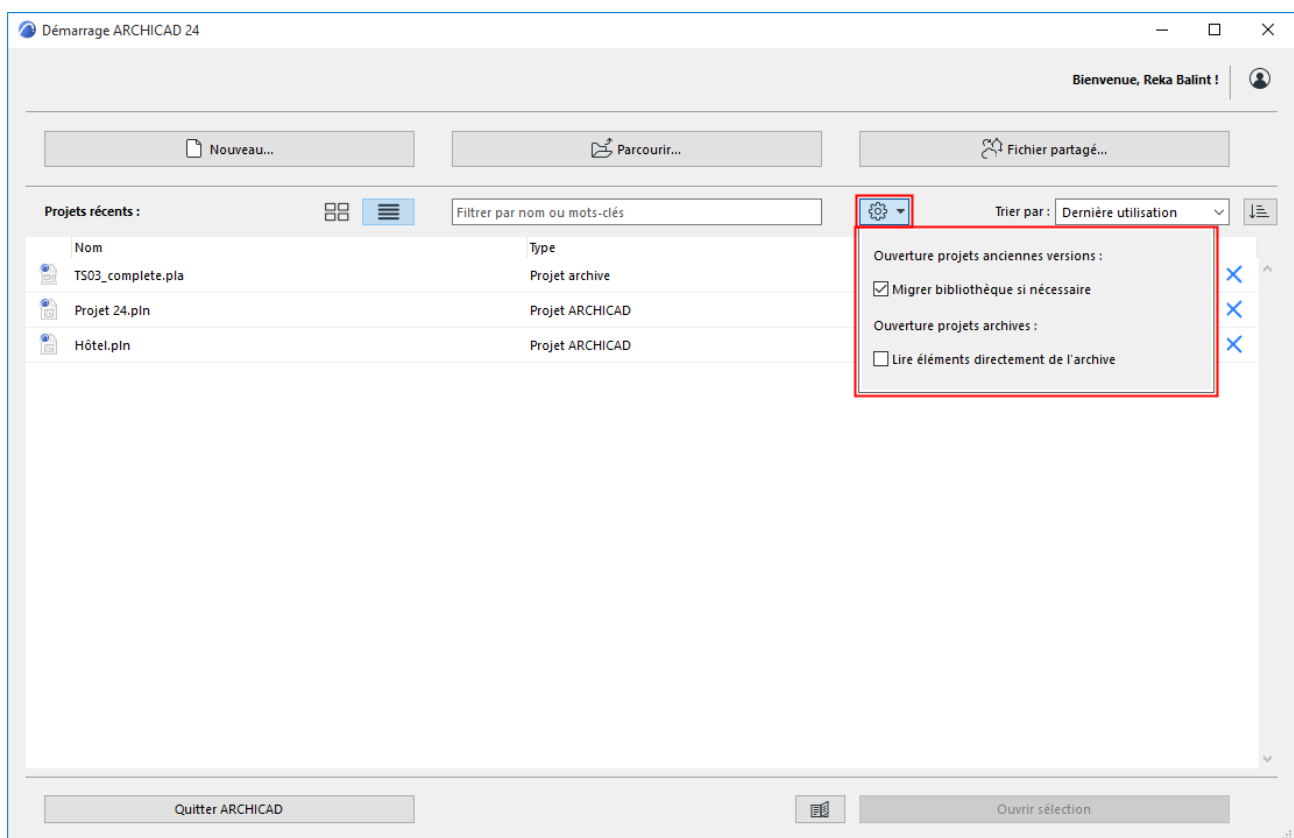 Démarrage ARCHICAD 24
Bienvenue, Reka Balint !
Nouveau...
Parcourir...
Fichier partagé...
Projets récents :
Filtrer par nom ou mots-clés
Trier par :
Dernière utilisation
Nom
Type
Ouverture projets anciennes versions :
TS03_complete.pla
Projet archive
Migrer bibliothèque si nécessaire
Projet 24.pln
Projet ARCHICAD
Ouverture projets archives :
Hôtel.pln
Projet ARCHICAD
Lire éléments directement de l'archive
Quitter ARCHICAD
Ouvrir sélection